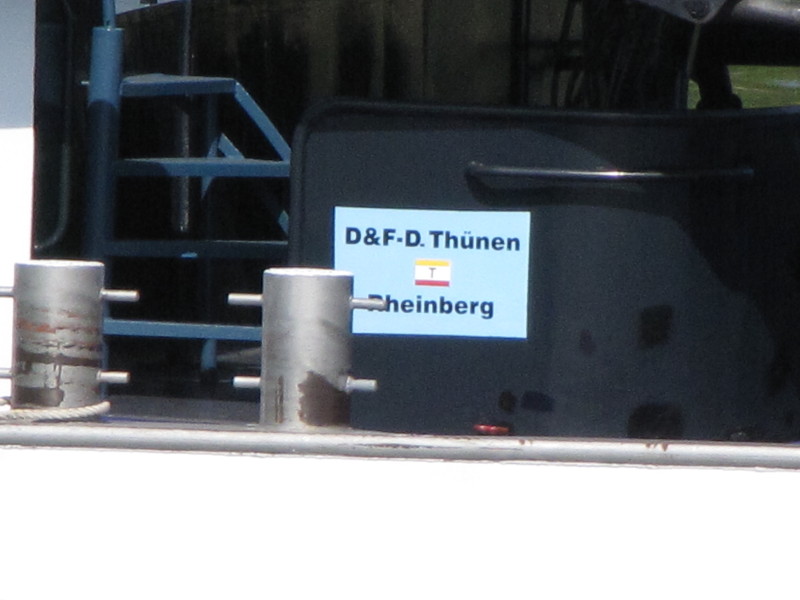 D&F-D. Thünen
T
Rheinberg